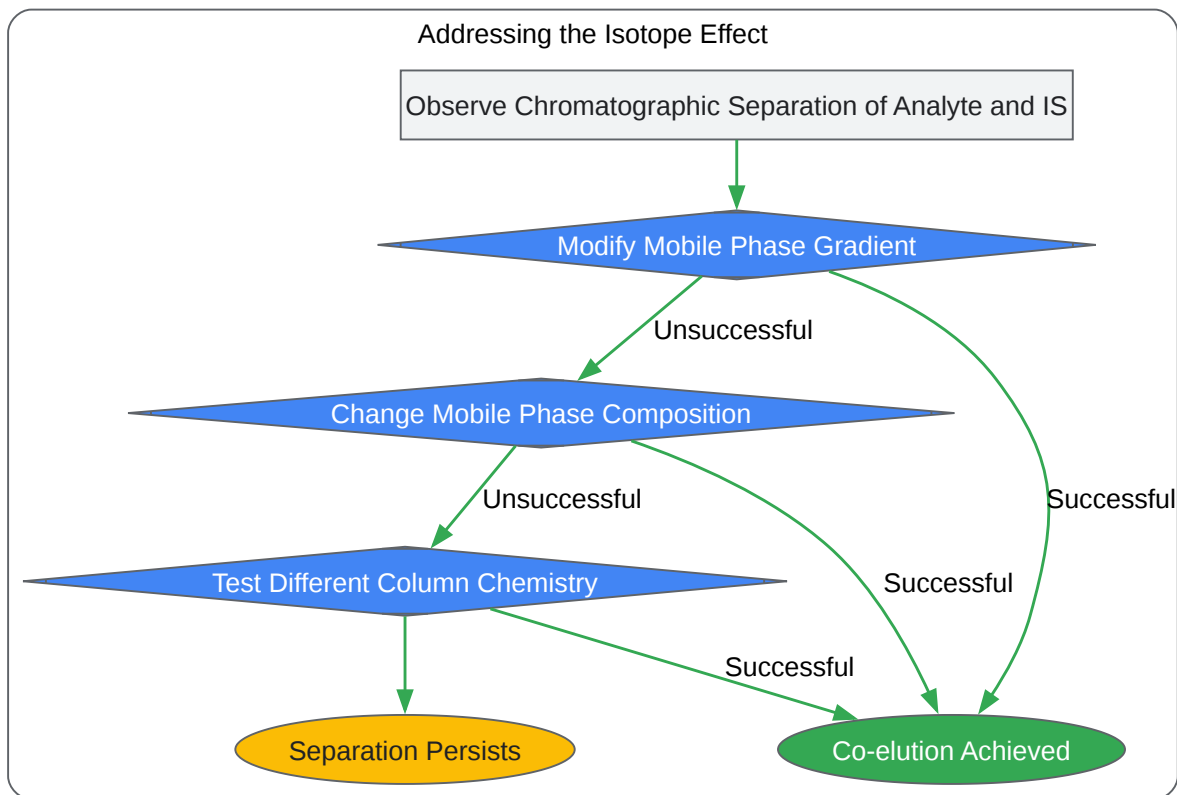 Addressing the Isotope Effect
Observe Chromatographic Separation of Analyte and IS
Modify Mobile Phase Gradient
Unsuccessful
Change Mobile Phase Composition
Unsuccessful
Successful
Test Different Column Chemistry
Successful
Successful
Separation Persists
Co-elution Achieved